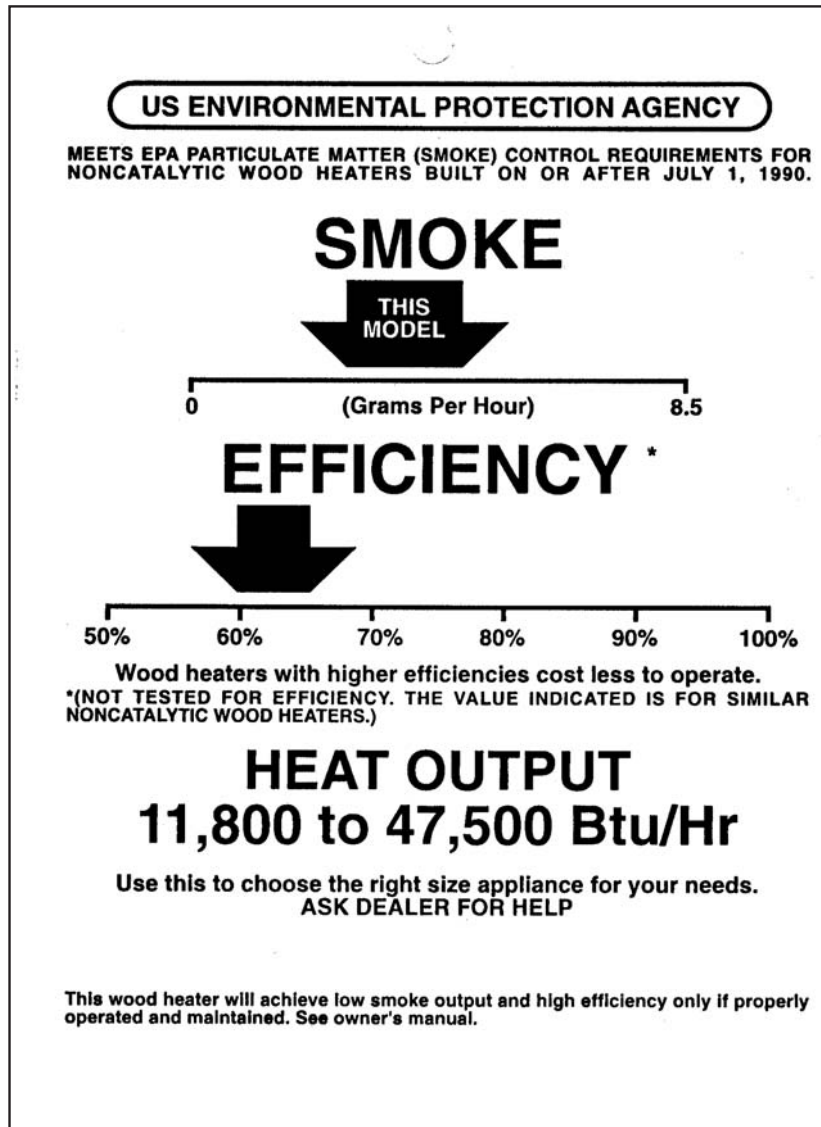 US ENVIRONMENTAL PROTECTION AGENCY
MEETS EPA PARTICULATE MATTER (SMOKE) CONTROL REQUIREMENTS FOR
NONCATALYTIC WOOD HEATERS BUILT ON OR AFTER JULY 1, 1990.
SMOKE
THIS
MODEL
0 (Grams Per Hour) 8.5
EFFICIENCY *
50% 60% 70% 80% 90% 100%
Wood heaters with higher efficiencies cost less to operate.
*(NOT TESTED FOR EFFICIENCY. THE VALUE INDICATED IS FOR SIMILAR
NONCATALYTIC WOOD HEATERS.)
HEAT OUTPUT
11,800 to 47,500 Btu/Hr
Use this to choose the right size appliance for your needs.
ASK DEALER FOR HELP
This wood heater will achieve low smoke output and high efficiency only if properly
operated and maintained. See owner's manual.